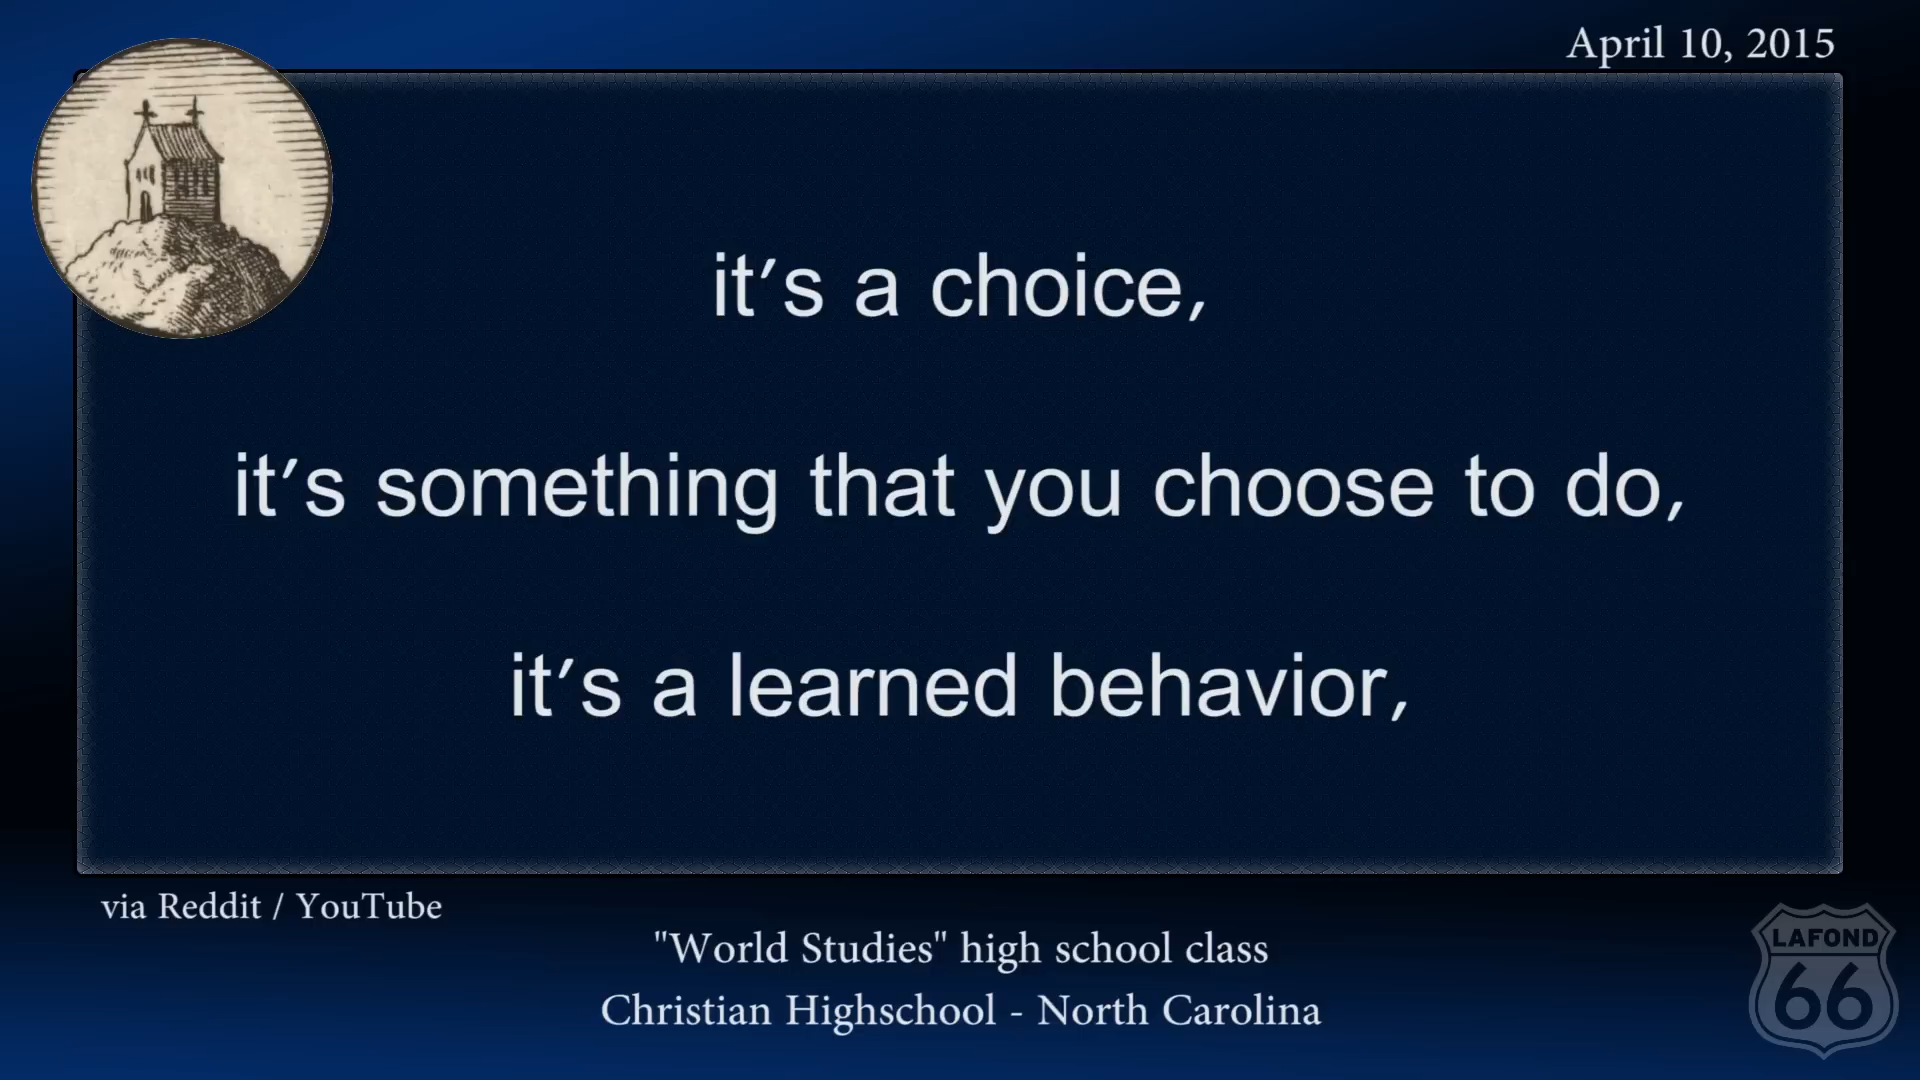 April 10, 2015
it's a choice,
it's something that you choose to do,
it's a learned behavior,
via Reddit / YouTube
"World Studies" high school class
Christian Highschool - North Carolina
LAFOND
66